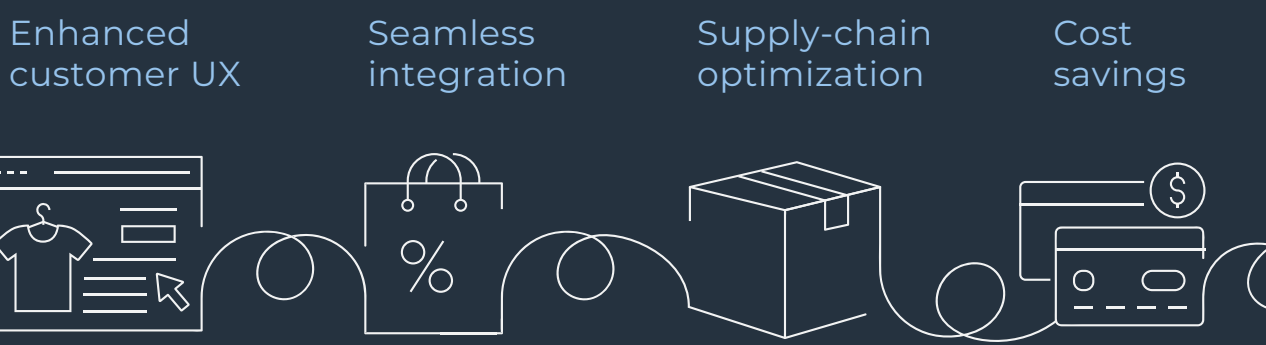 Enhanced
customer UX
Seamless
integration
Supply-chain
optimization
Cost
savings
%
$